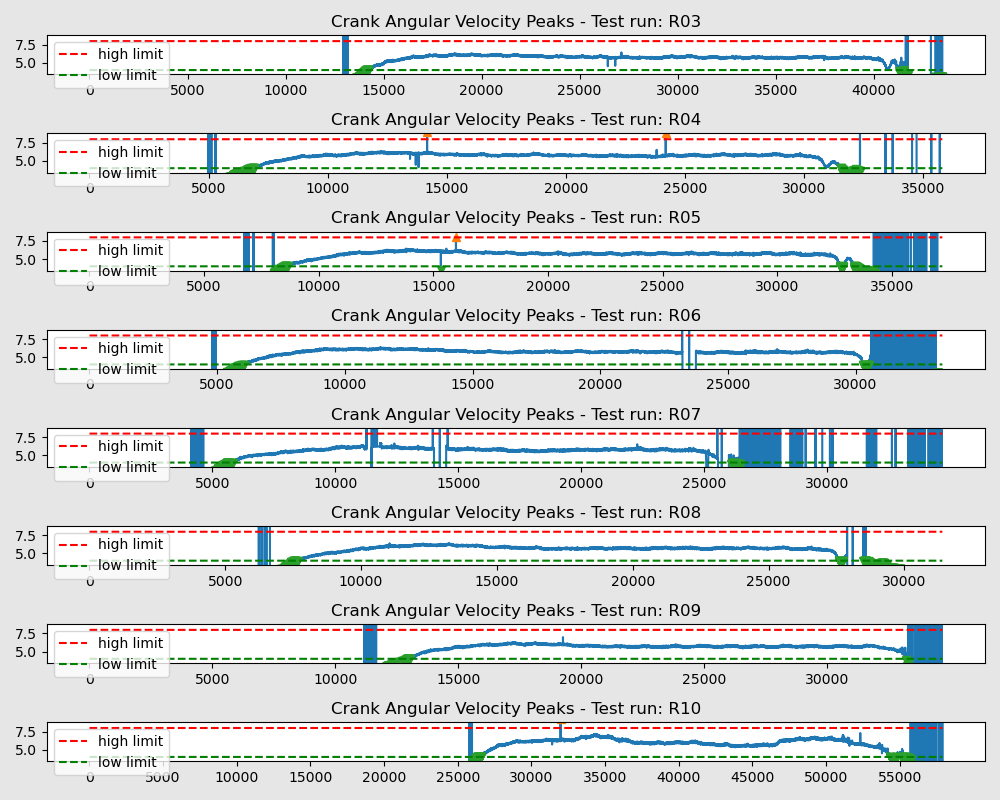 Crank Angular Velocity Peaks - Test run: R03
7.5
5.0
high limit
low limit
0 5000 10000 15000 20000 25000 30000 35000 40000
Crank Angular Velocity Peaks - Test run: R04
7.5
5.0
high limit
low limit
0 5000 10000 15000 20000 25000 30000 35000
Crank Angular Velocity Peaks - Test run: R05
7.5
5.0
high limit
low limit
0 5000 10000 15000 20000 25000 30000 35000
Crank Angular Velocity Peaks - Test run: R06
7.5
5.0
high limit
low limit
0 5000 10000 15000 20000 25000 30000
Crank Angular Velocity Peaks - Test run: R07
7.5
5.0
high limit
low limit
0 5000 10000 15000 20000 25000 30000
Crank Angular Velocity Peaks - Test run: R08
7.5
5.0
high limit
low limit
0 5000 10000 15000 20000 25000 30000
Crank Angular Velocity Peaks - Test run: R09
7.5
5.0
high limit
low limit
0 5000 10000 15000 20000 25000 30000
Crank Angular Velocity Peaks - Test run: R10
7.5
5.0
high limit
low limit
0 5000 10000 15000 20000 25000 30000 35000 40000 45000 50000 55000